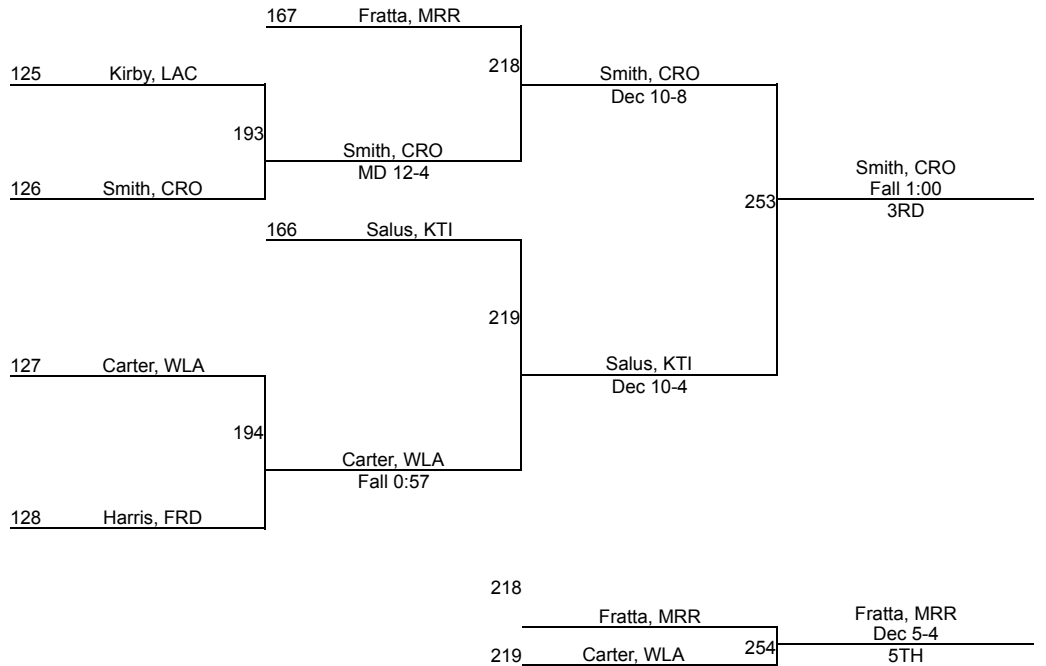 167 Fratta, MRR
218
125 Kirby, LAC
Smith, CRO
Dec 10-8
193
Smith, CRO
MD 12-4
126 Smith, CRO
Smith, CRO
Fall 1:00
3RD
253
166 Salus, KTI
219
127 Carter, WLA
Salus, KTI
Dec 10-4
194
Carter, WLA
Fall 0:57
128 Harris, FRD
218
Fratta, MRR
Fratta, MRR
Dec 5-4
5TH
254
219 Carter, WLA